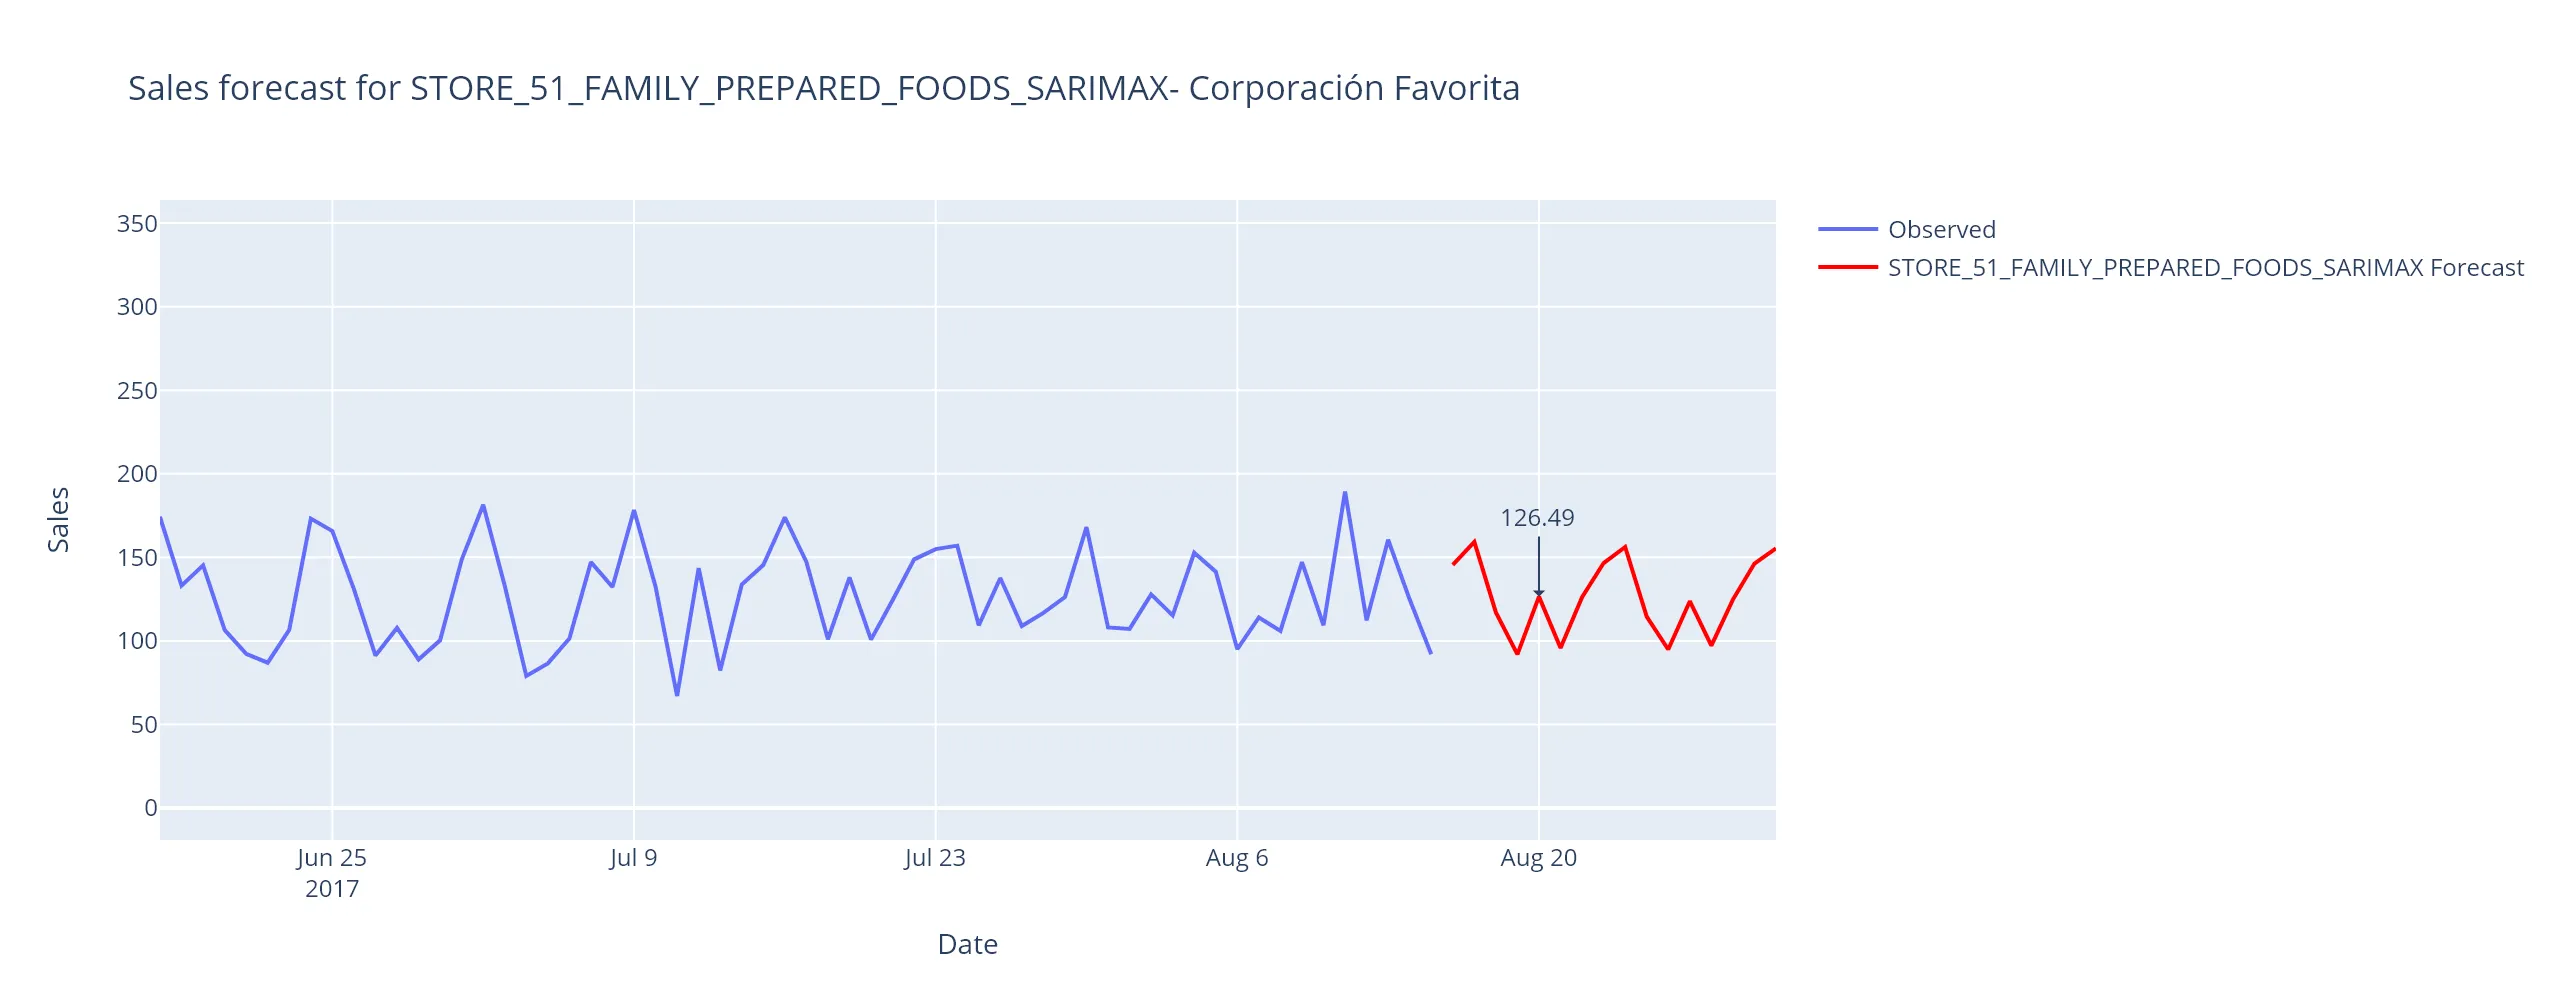 Sales forecast for STORE_51_FAMILY_PREPARED_FOODS_SARIMAX- Corporación Favorita
Observed
STORE_51_FAMILY_PREPARED_FOODS_SARIMAX Forecast
350
300
250
200
150
100
50
0
Sales
126.49
Jun 25
2017
Jul 9
Jul 23
Aug 6
Aug 20
Date